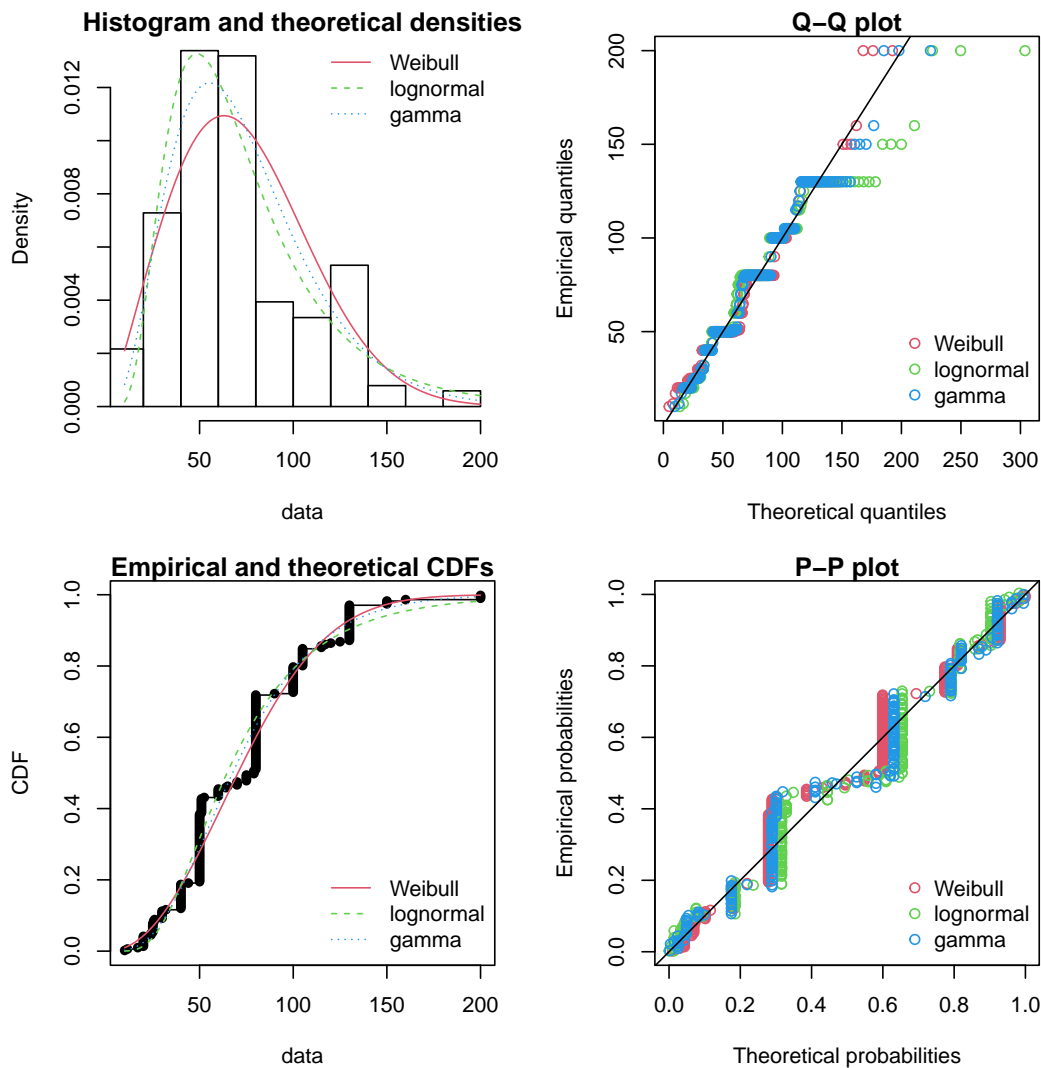 Histogram and theoretical densities
Density
0.000
0.004
0.008
0.012
Weibull
lognormal
gamma
50 100 150 200
data
Q−Q plot
Empirical quantiles
50
100
150
200
Weibull
lognormal
gamma
0 50 100 150 200 250 300
Theoretical quantiles
Empirical and theoretical CDFs
CDF
0.0
0.2
0.4
0.6
0.8
1.0
Weibull
lognormal
gamma
50 100 150 200
data
P−P plot
Empirical probabilities
0.0
0.2
0.4
0.6
0.8
1.0
Weibull
lognormal
gamma
0.0 0.2 0.4 0.6 0.8 1.0
Theoretical probabilities